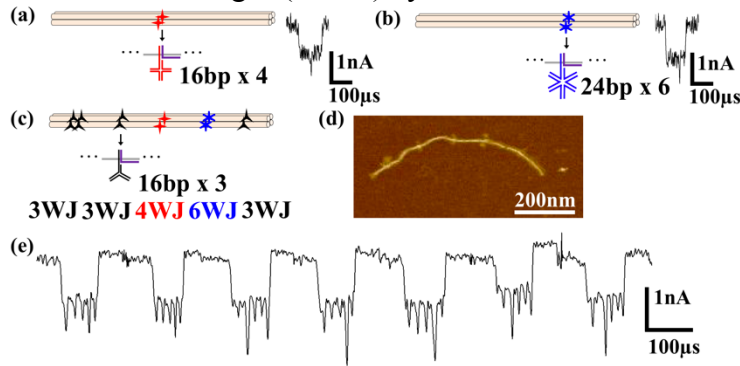 (a)
16bp x 4
1nA
100µs
(b)
24bp x 6
1nA
100µs
(c)
16bp x 3
3WJ 3WJ 4WJ 6WJ 3WJ
(d)
200nm
(e)
1nA
100µs